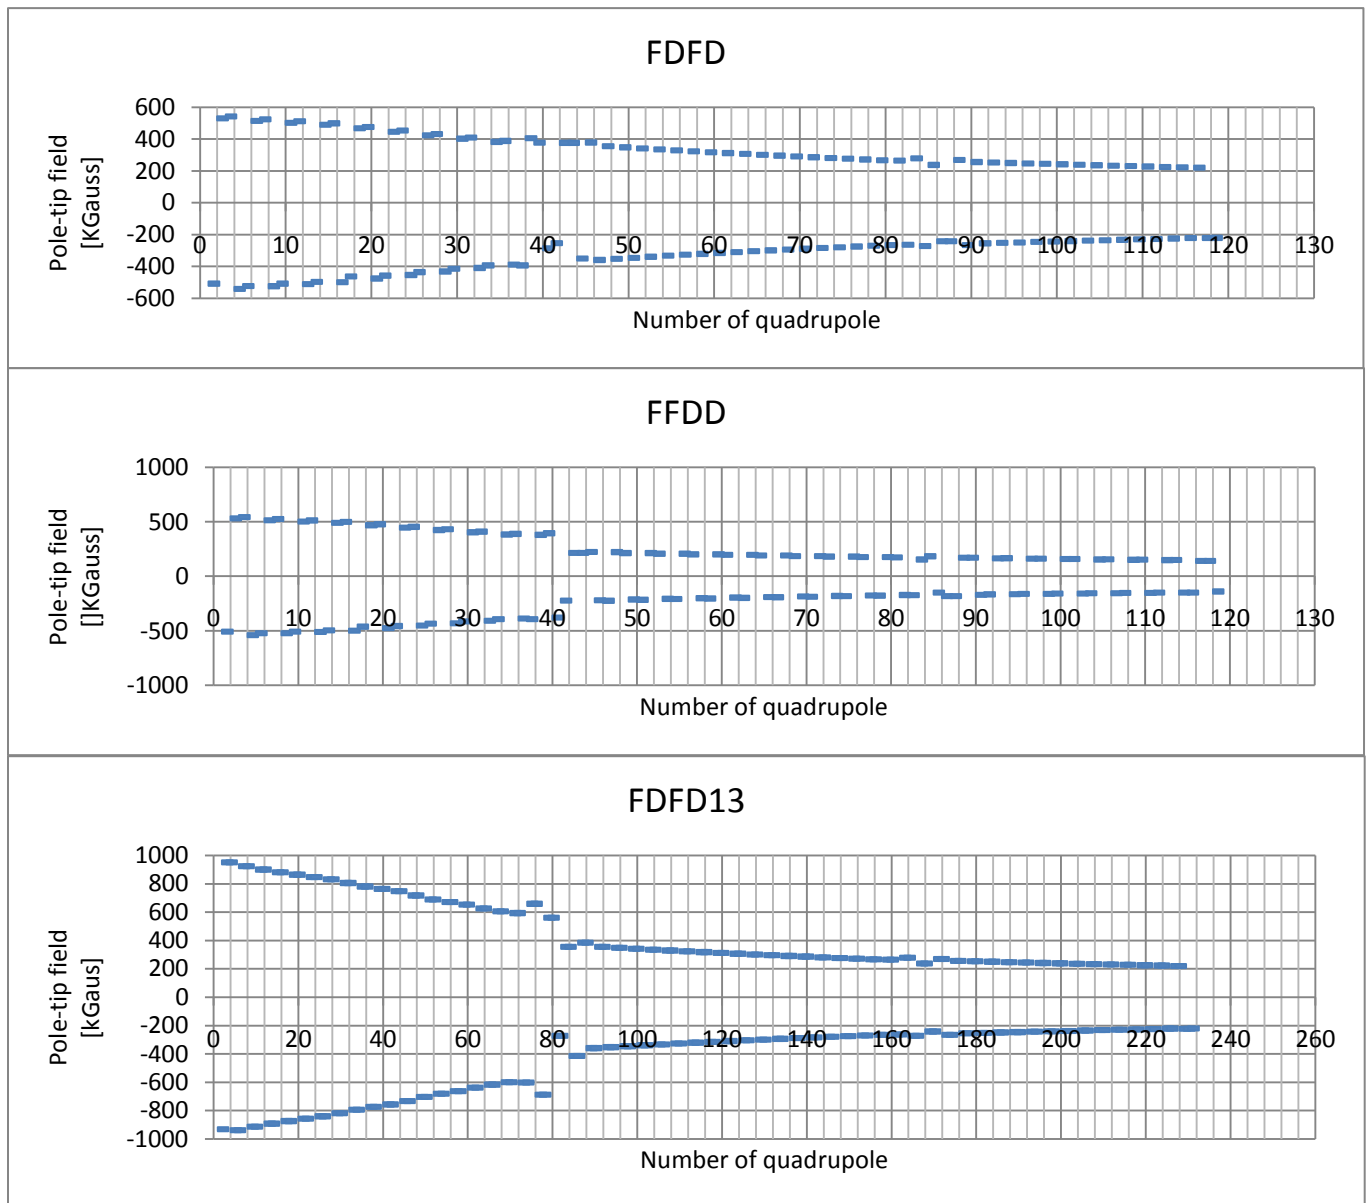 FDFD
Pole-tip field
[KGauss]
600
400
200
0
-200
-400
-600
0 10 20 30 40 50 60 70 80 90 100 110 120 130
Number of quadrupole
FFDD
Pole-tip field
[]KGauss]
1000
500
0
-500
-1000
0 10 20 30 40 50 60 70 80 90 100 110 120 130
Number of quadrupole
FDFD13
Pole-tip field
[kGaus]
1000
800
600
400
200
0
-200
-400
-600
-800
-1000
0 20 40 60 80 100 120 140 160 180 200 220 240 260
Number of quadrupole